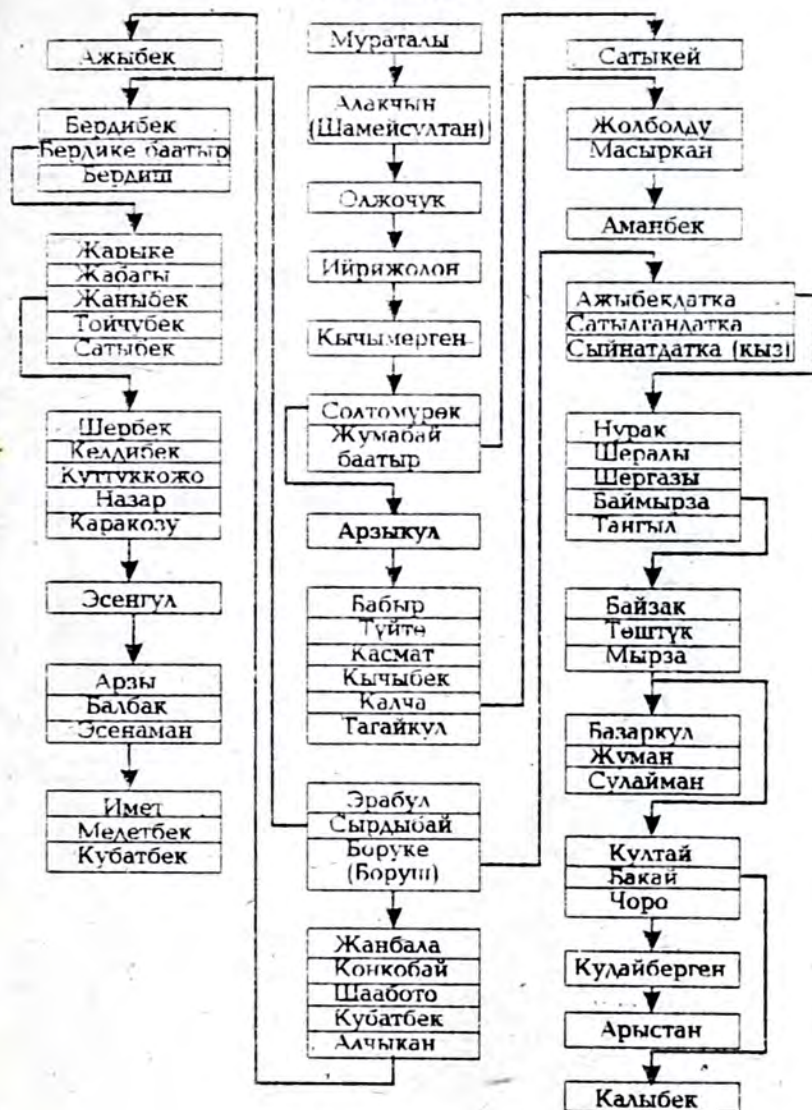 Ажыбек
Бердибек
Бердике баатыр
Бердиш
Жарыке
Жабагы
Жаныбек
Тойчубек
Сатыбек
Шербек
Келдибек
Куттуккожо
Назар
Каракозу
Эсенгул
Арзы
Балбак
Эсенаман
Имет
Медетбек
Кубатбек
Мураталы
Алакчын
(Шамейсултан)
Олжочук
Ийрижолон
Кычымерген
Солтомүрөк
Жумабай
баатыр
Арзыкул
Бабыр
Түйтө
Касмат
Кычыбек
Калча
Тагайкул
Эрабул
Сырдыбай
Боруке
(Боруш)
Жанбала
Конкобай
Шаабото
Кубатбек
Алчыкан
Сатыкей
Жолболду
Масыркан
Аманбек
Ажыбекдатка
Сатылгандатка
Сыйнатдатка (кыз)
Нурак
Шералы
Шергазы
Баймырза
Тангыл
Байзак
Төштүк
Мырза
Базаркул
Жуман
Сулайман
Култай
Бакай
Чоро
Кудайберген
Арыстан
Калыбек